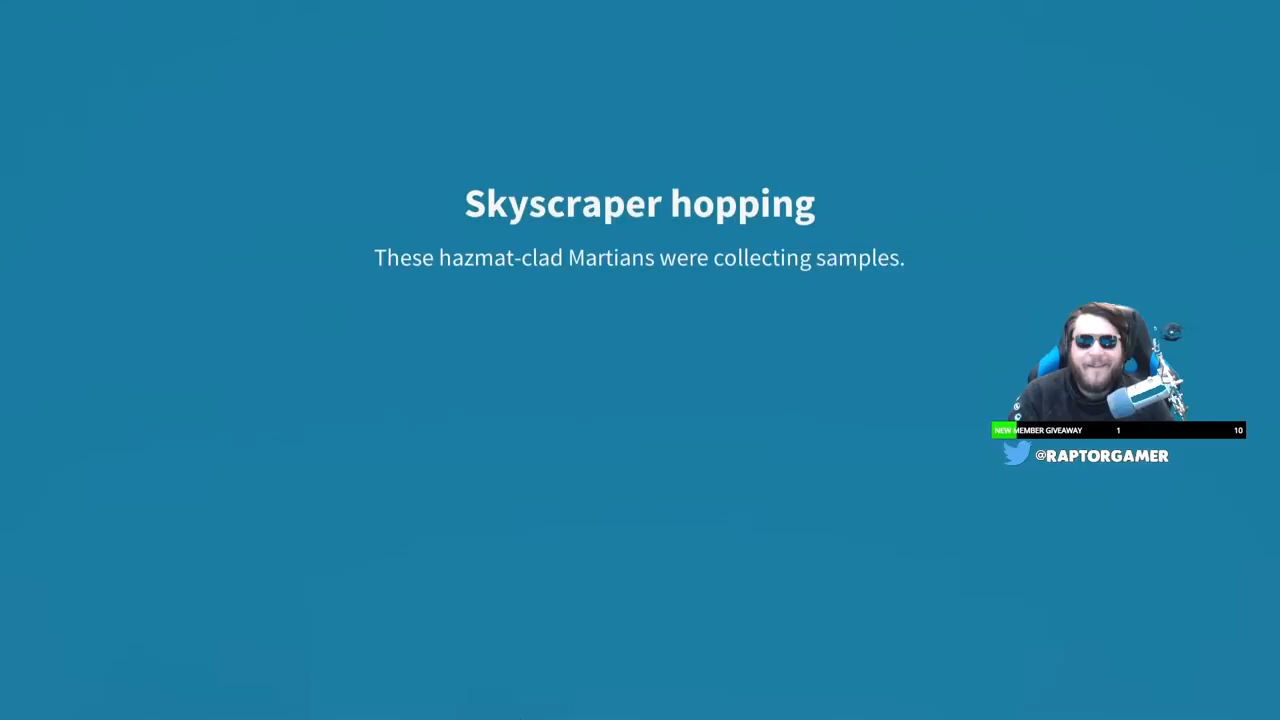 Skyscraper hopping
These hazmat-clad Martians were collecting samples.
NEW MEMBER GIVEAWAY 1 10
@RAPTORGAMER